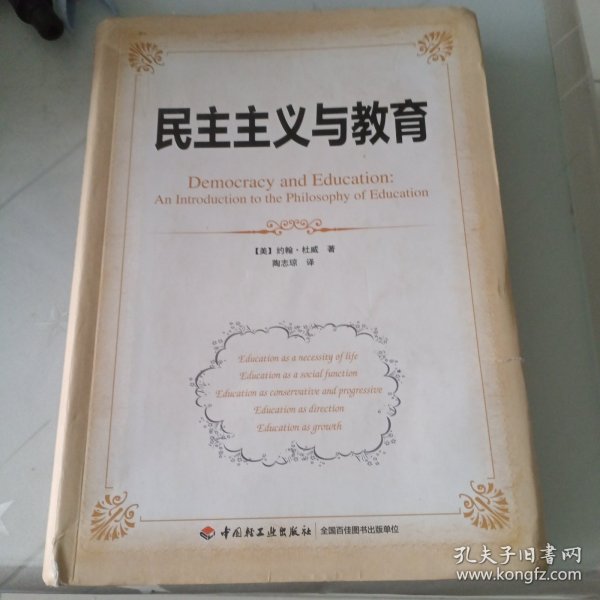 民主主义与教育
Democracy and Education:
An Introduction to the Philosophy of Education
【美】约翰·杜威 著
陶志琼 译
Education as a necessity of life
Education as a social function
Education as conservative and progressive
Education as direction
Education as growth
中国轻工业出版社 | 全国百佳图书出版单位
孔夫子旧书网
www.kongfz.com